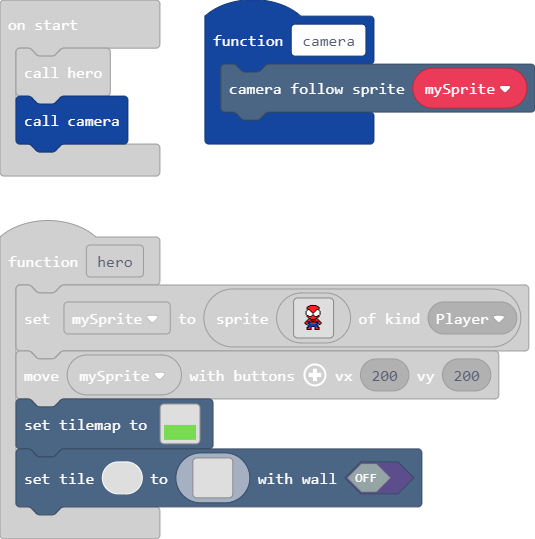 on start
call hero
call camera
function camera
camera follow sprite mySprite
function hero
set mySprite to sprite of kind Player
move mySprite with buttons vx 200 vy 200
set tilemap to
set tile to with wall OFF